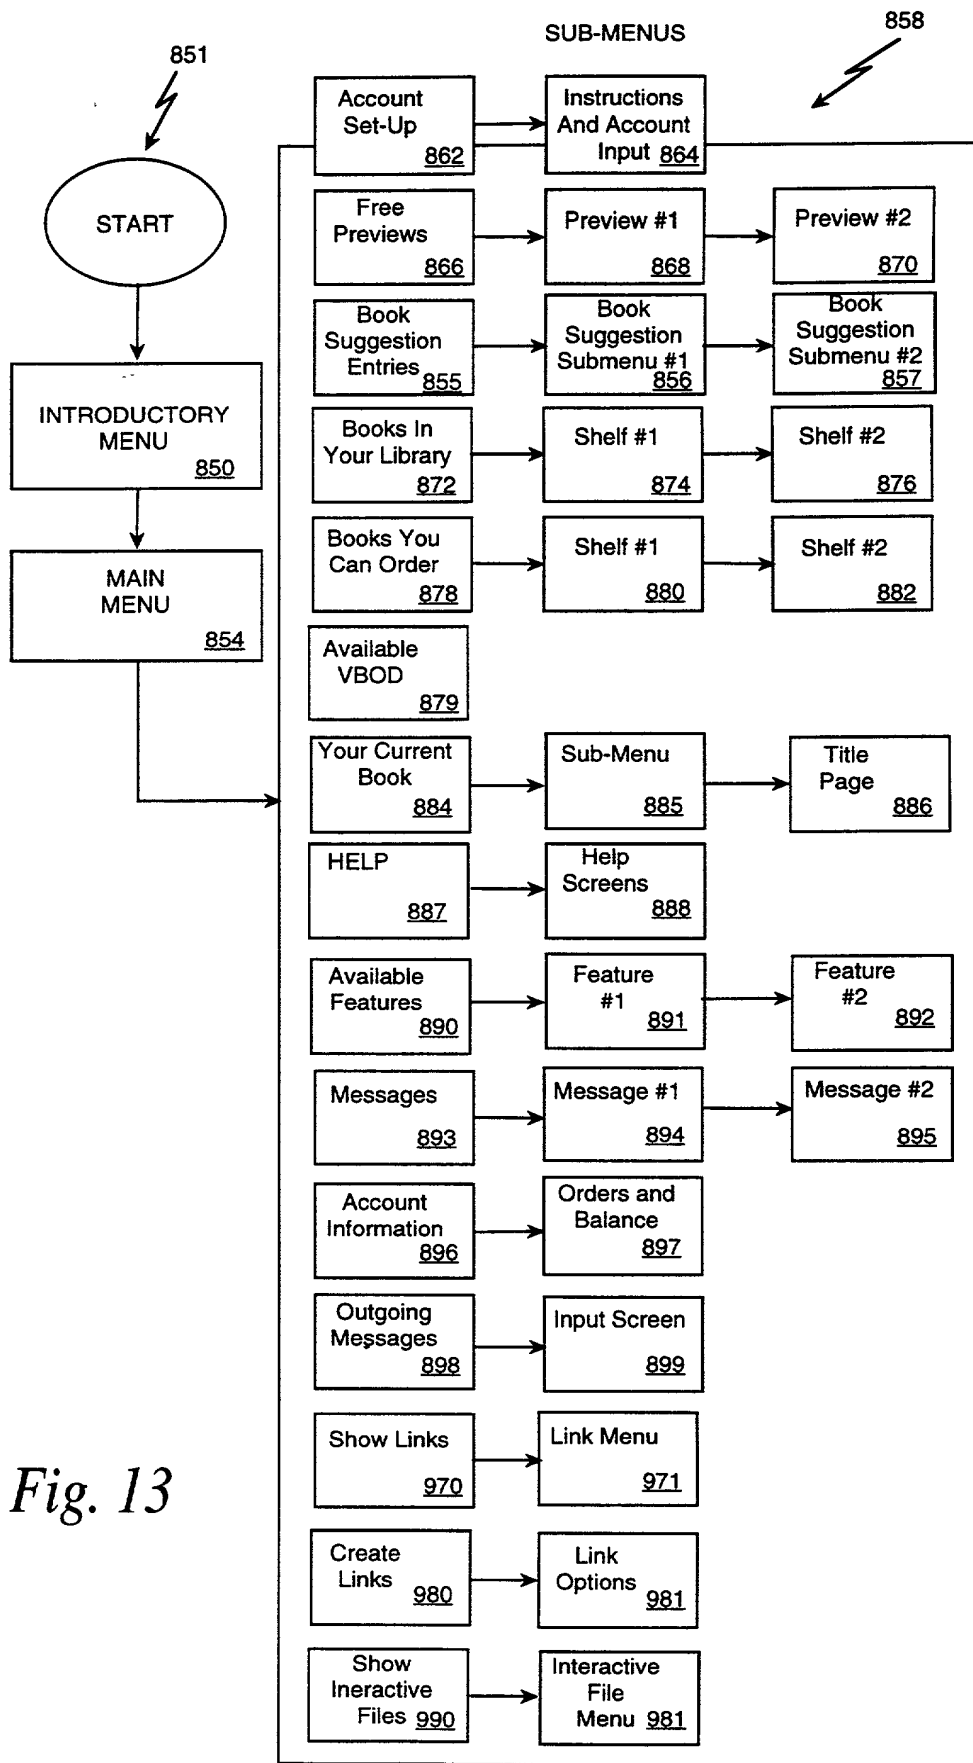 SUB-MENUS
858
851
START
INTRODUCTORY
MENU
850
MAIN
MENU
854
Account
Set-Up
862
Instructions
And Account
Input 864
Free
Previews
866
Preview #1
868
Preview #2
870
Book
Suggestion
Entries
855
Book
Suggestion
Submenu #1
856
Book
Suggestion
Submenu #2
857
Books In
Your Library
872
Shelf #1
874
Shelf #2
876
Books You
Can Order
878
Shelf #1
880
Shelf #2
882
Available
VBOD
879
Your Current
Book
884
Sub-Menu
885
Title
Page
886
HELP
887
Help
Screens
888
Available
Features
890
Feature
#1
891
Feature
#2
892
Messages
893
Message #1
894
Message #2
895
Account
Information
896
Orders and
Balance
897
Outgoing
Messages
898
Input Screen
899
Show Links
970
Link Menu
971
Create
Links
980
Link
Options
981
Show
Ineractive
Files 990
Interactive
File
Menu 981
Fig. 13